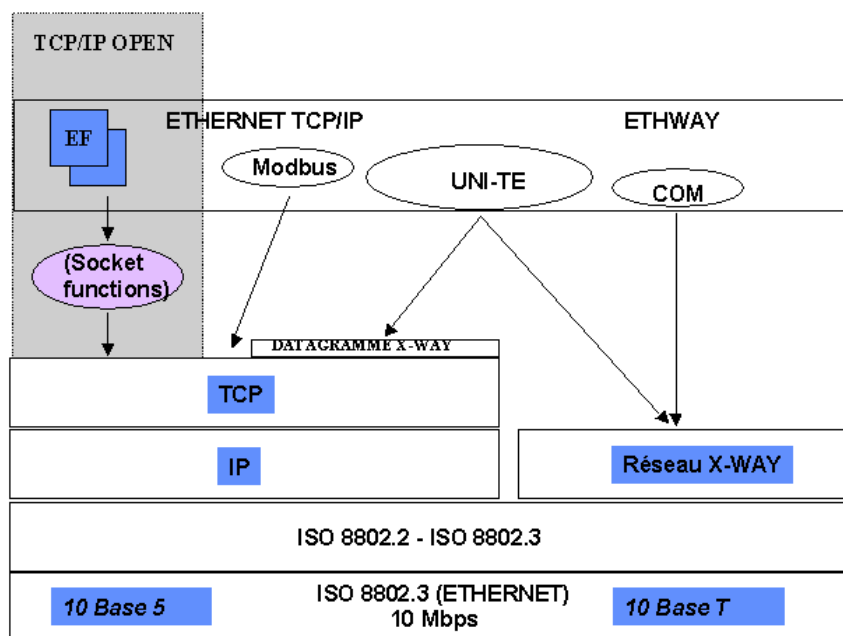 TCP/IP OPEN
EF
ETHERNET TCP/IP
ETHWAY
Modbus
UNI-TE
COM
(Socket
functions)
DATAGRAMME X-WAY
TCP
IP
Réseau X-WAY
ISO 8802.2 - ISO 8802.3
10 Base 5
ISO 8802.3 (ETHERNET)
10 Mbps
10 Base T